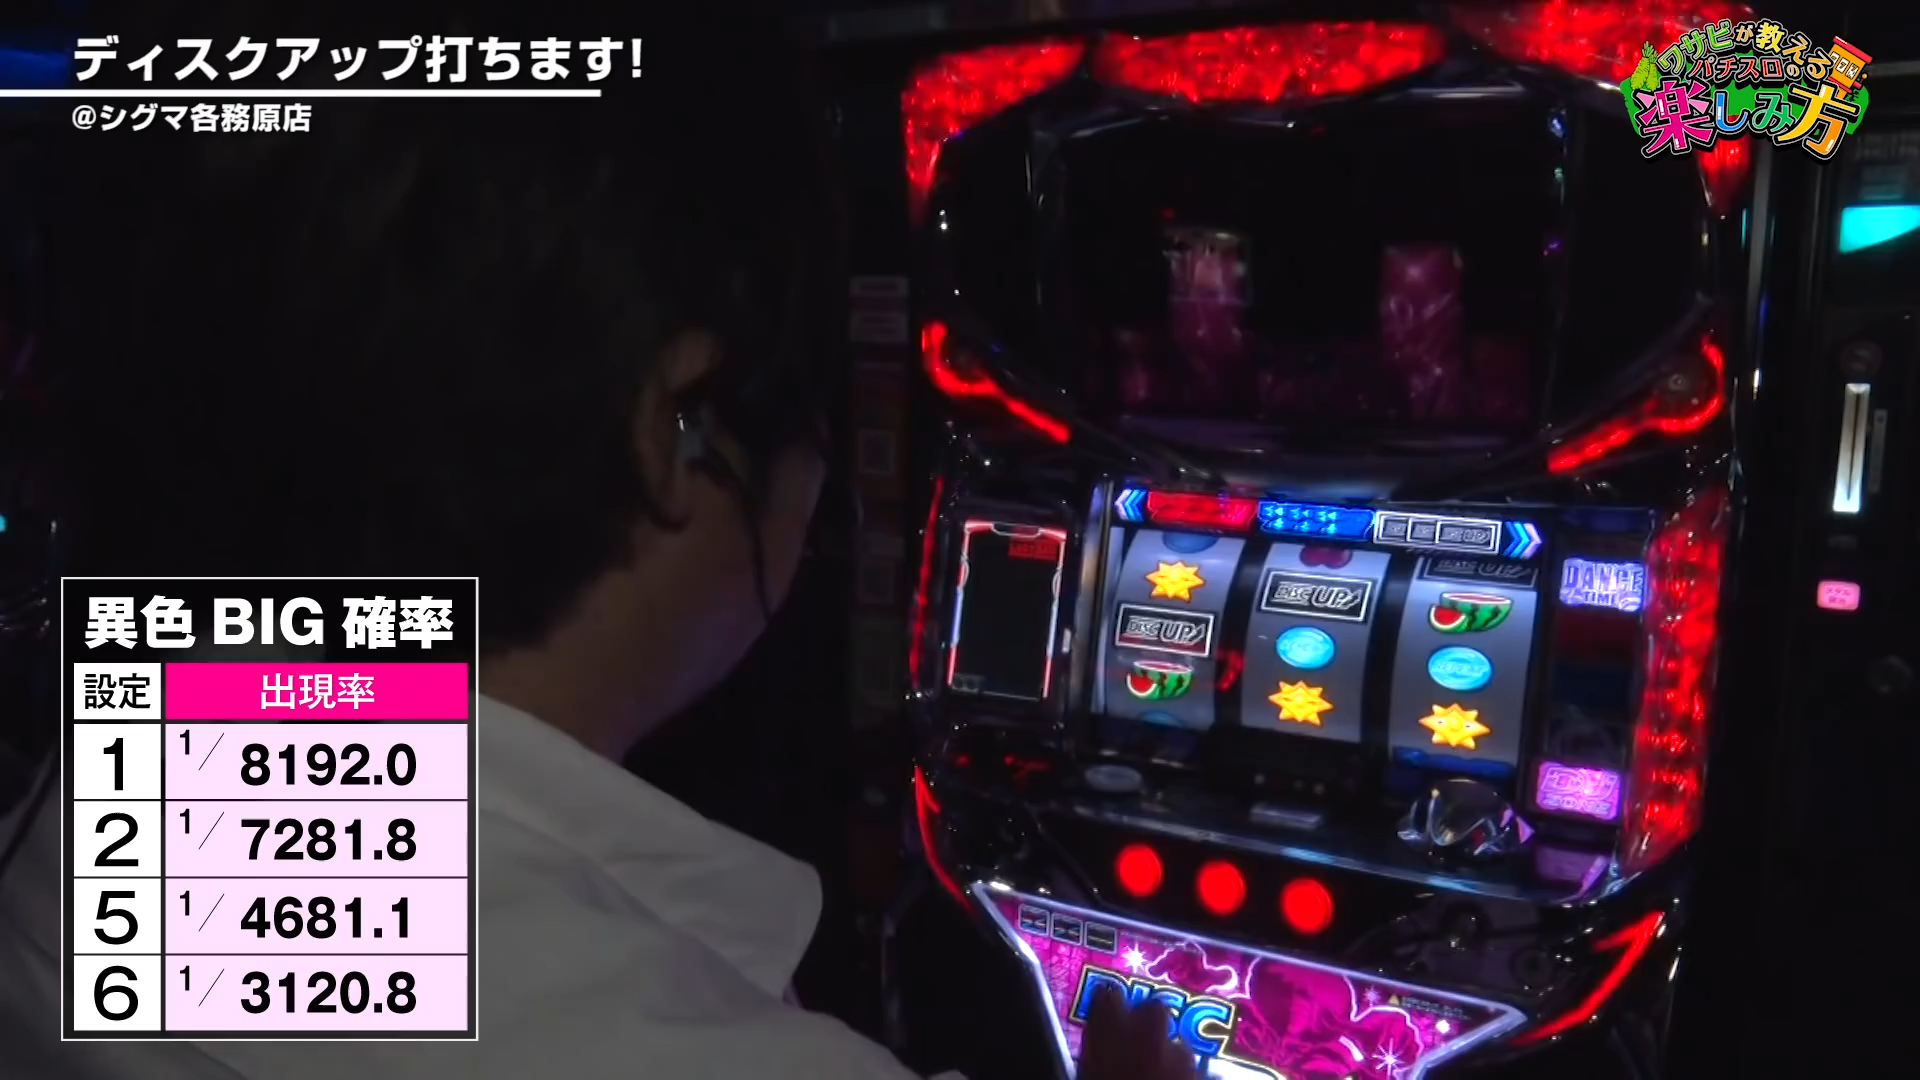 ディスクアップ打ちます!
@シグマ各務原店
ワサビが教える
パチスロの
楽しみ方
異色BIG確率
設定 出現率
1 1/8192.0
2 1/7281.8
5 1/4681.1
6 1/3120.8
DISC UP
DISC UP
DANCE TIME
DISC